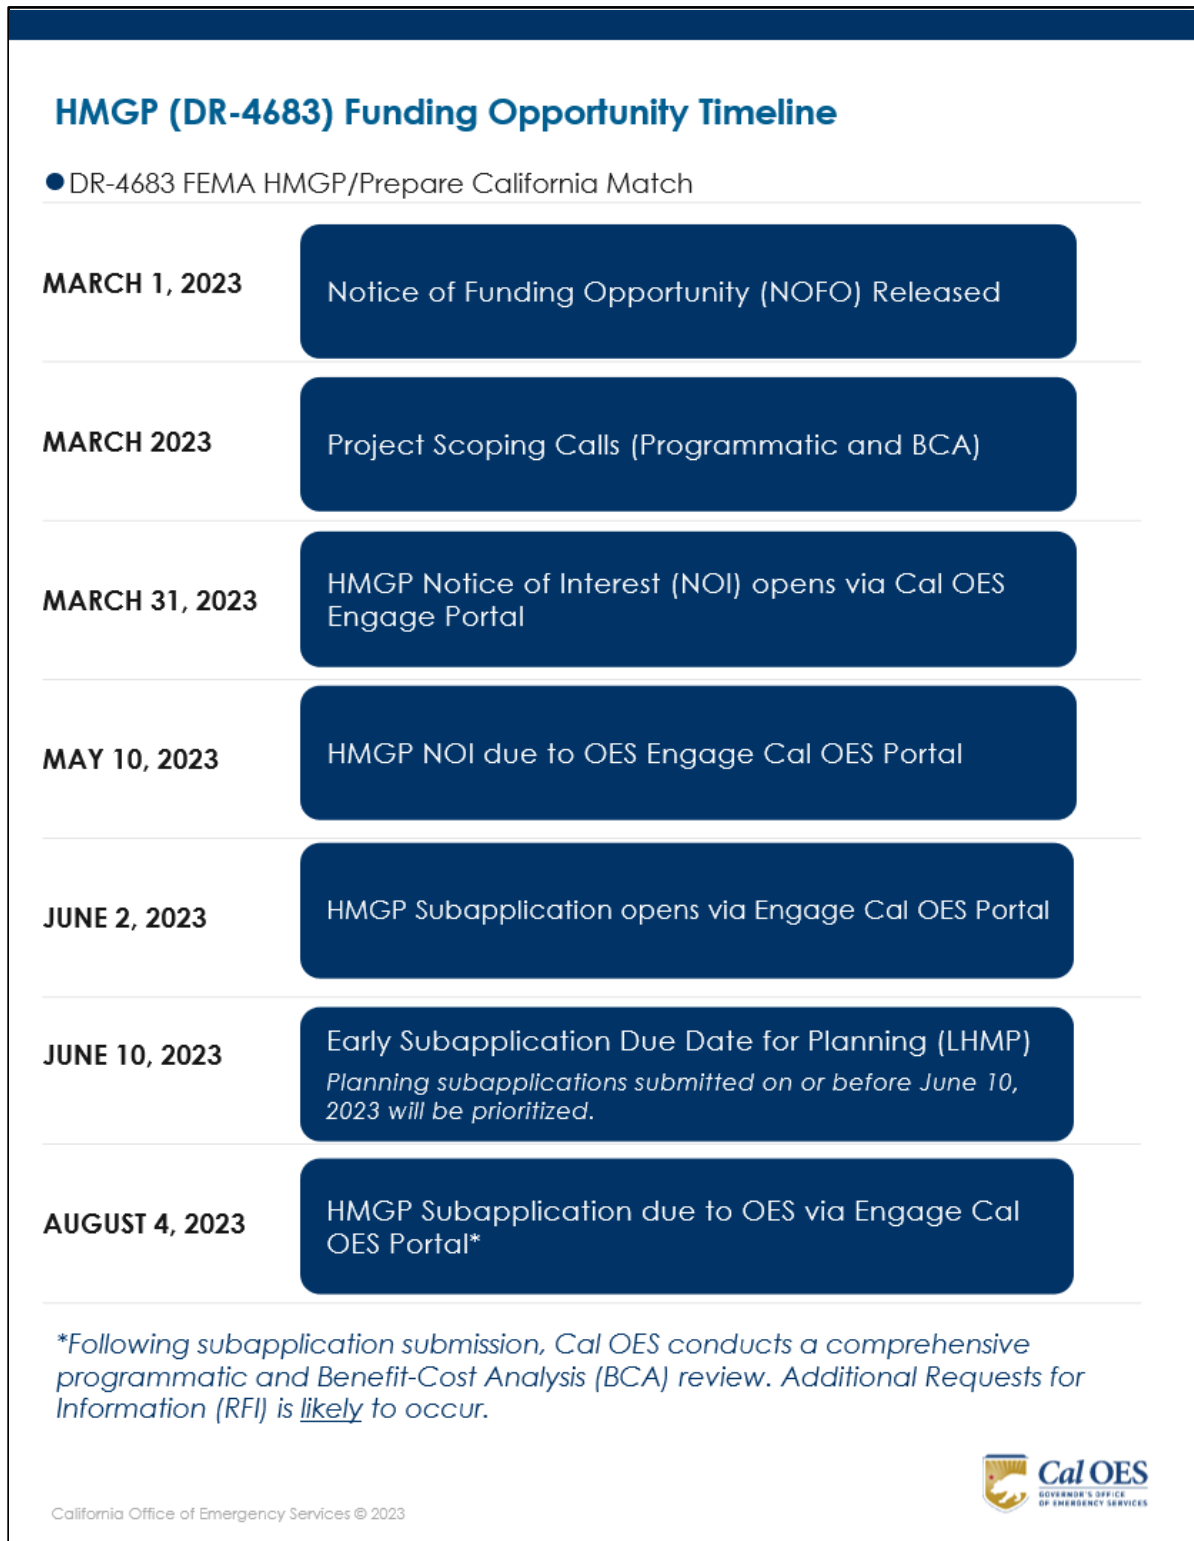 HMGP (DR-4683) Funding Opportunity Timeline
DR-4683 FEMA HMGP/Prepare California Match
MARCH 1, 2023
Notice of Funding Opportunity (NOFO) Released
MARCH 2023
Project Scoping Calls (Programmatic and BCA)
MARCH 31, 2023
HMGP Notice of Interest (NOI) opens via Cal OES
Engage Portal
MAY 10, 2023
HMGP NOI due to OES Engage Cal OES Portal
JUNE 2, 2023
HMGP Subapplication opens via Engage Cal OES Portal
JUNE 10, 2023
Early Subapplication Due Date for Planning (LHMP)
Planning subapplications submitted on or before June 10,
2023 will be prioritized.
AUGUST 4, 2023
HMGP Subapplication due to OES via Engage Cal
OES Portal*
*Following subapplication submission, Cal OES conducts a comprehensive
programmatic and Benefit-Cost Analysis (BCA) review. Additional Requests for
Information (RFI) is likely to occur.
Cal OES
GOVERNOR'S OFFICE
OF EMERGENCY SERVICES
California Office of Emergency Services © 2023